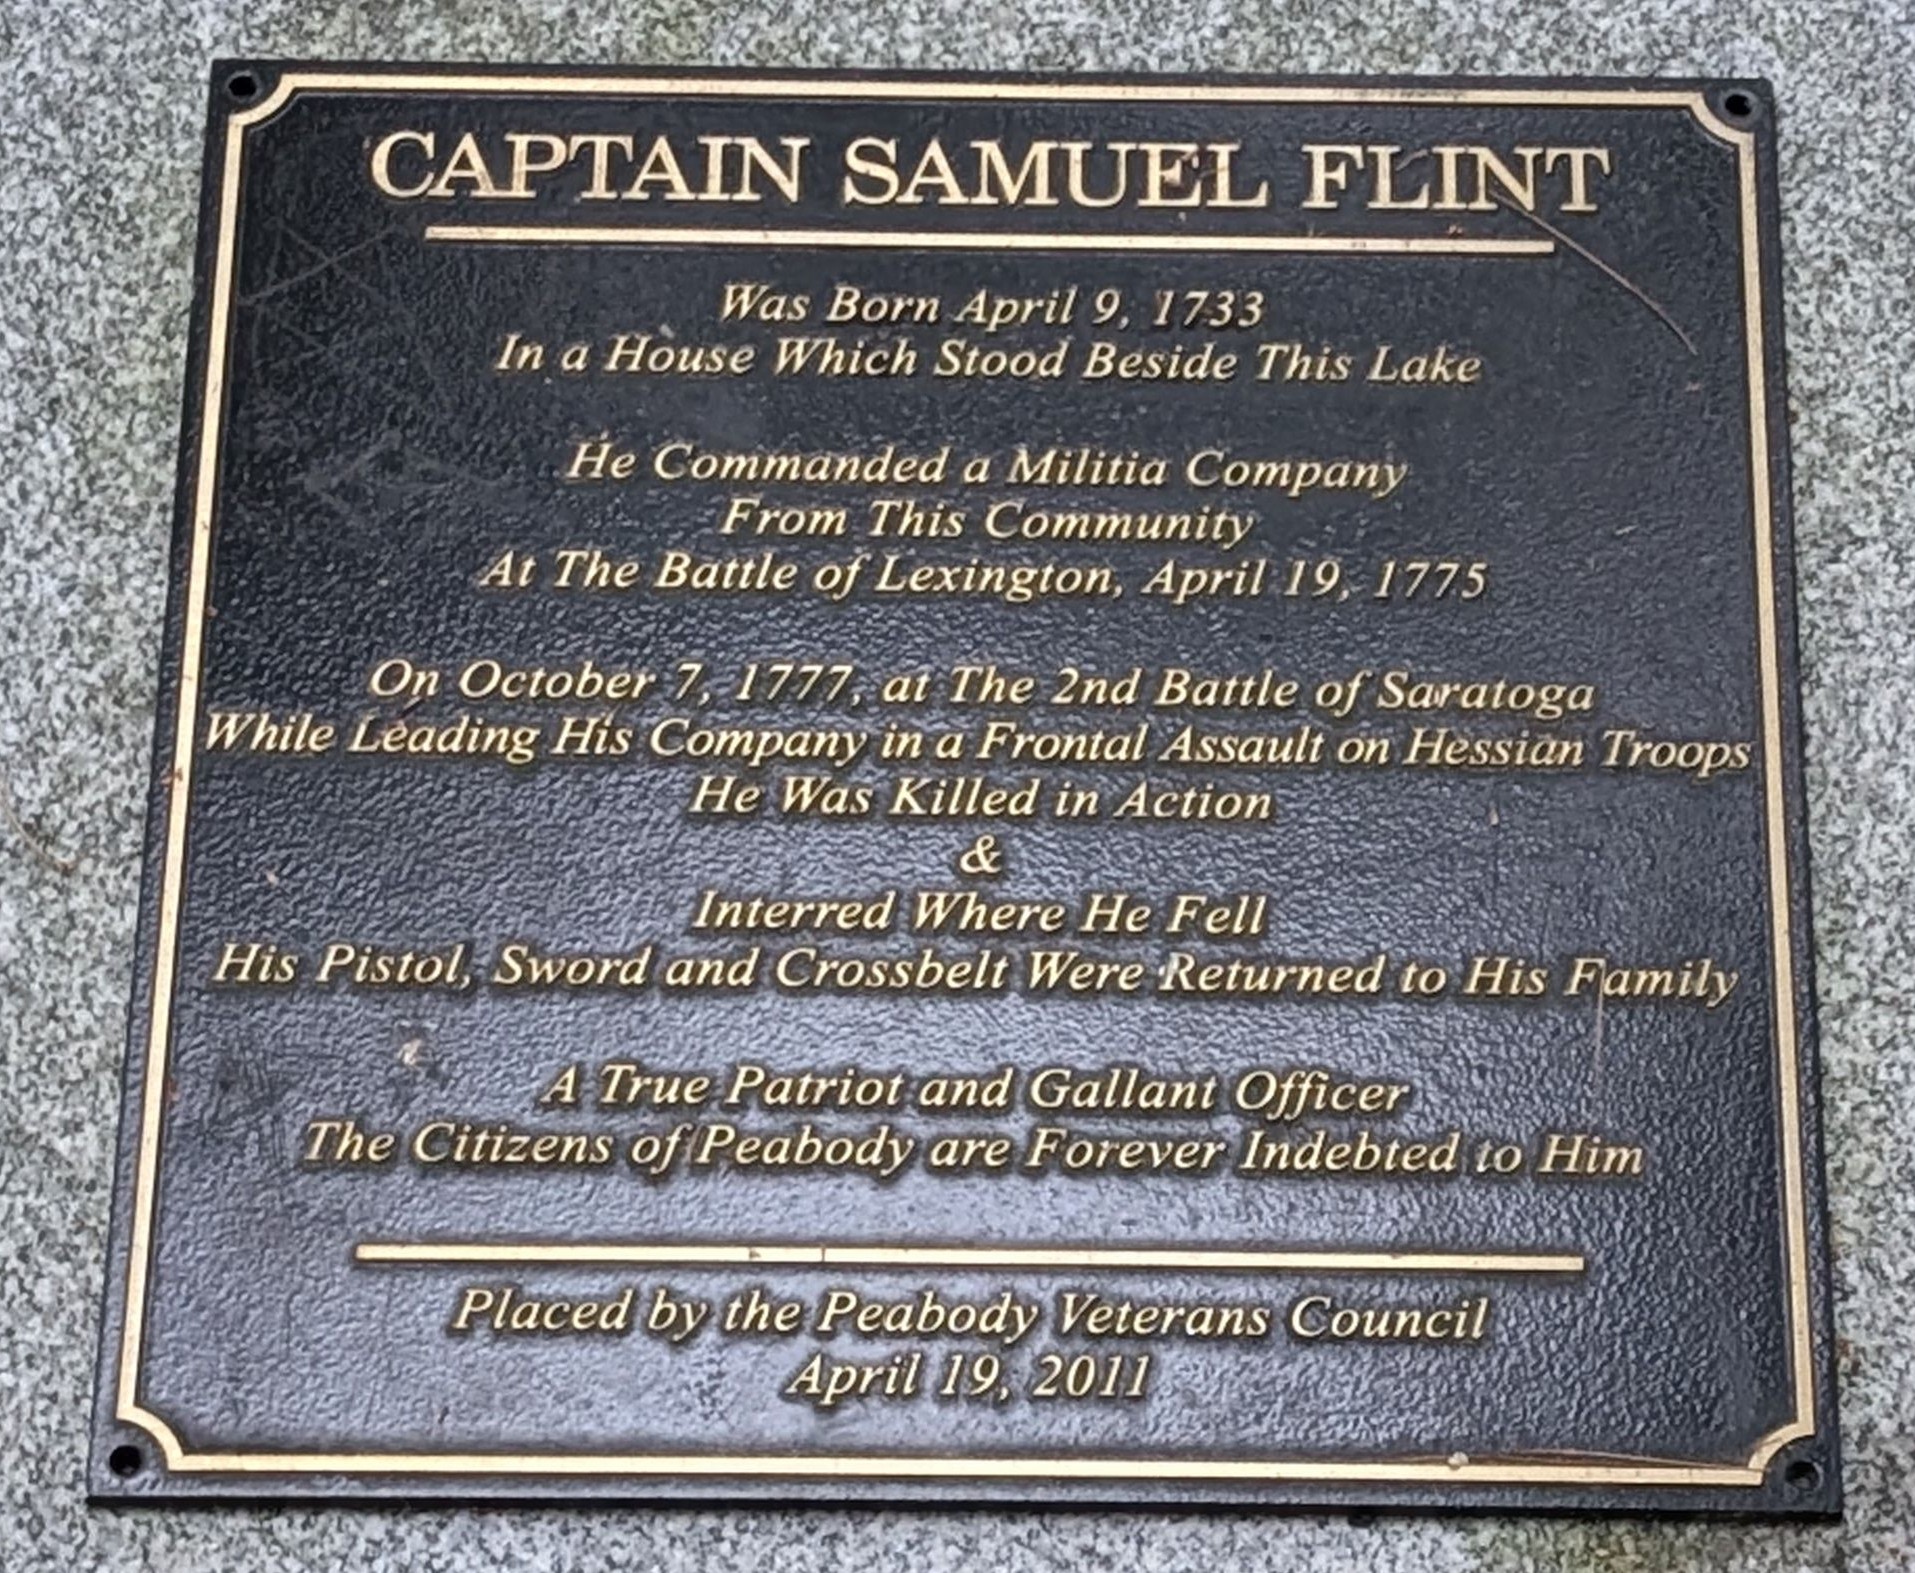 CAPTAIN SAMUEL FLINT
Was Born April 9, 1733
In a House Which Stood Beside This Lake
He Commanded a Militia Company
From This Community
At The Battle of Lexington, April 19, 1775
On October 7, 1777, at The 2nd Battle of Saratoga
While Leading His Company in a Frontal Assault on Hessian Troops
He Was Killed in Action
&
Interred Where He Fell
His Pistol, Sword and Crossbelt Were Returned to His Family
A True Patriot and Gallant Officer
The Citizens of Peabody are Forever Indebted to Him
Placed by the Peabody Veterans Council
April 19, 2011